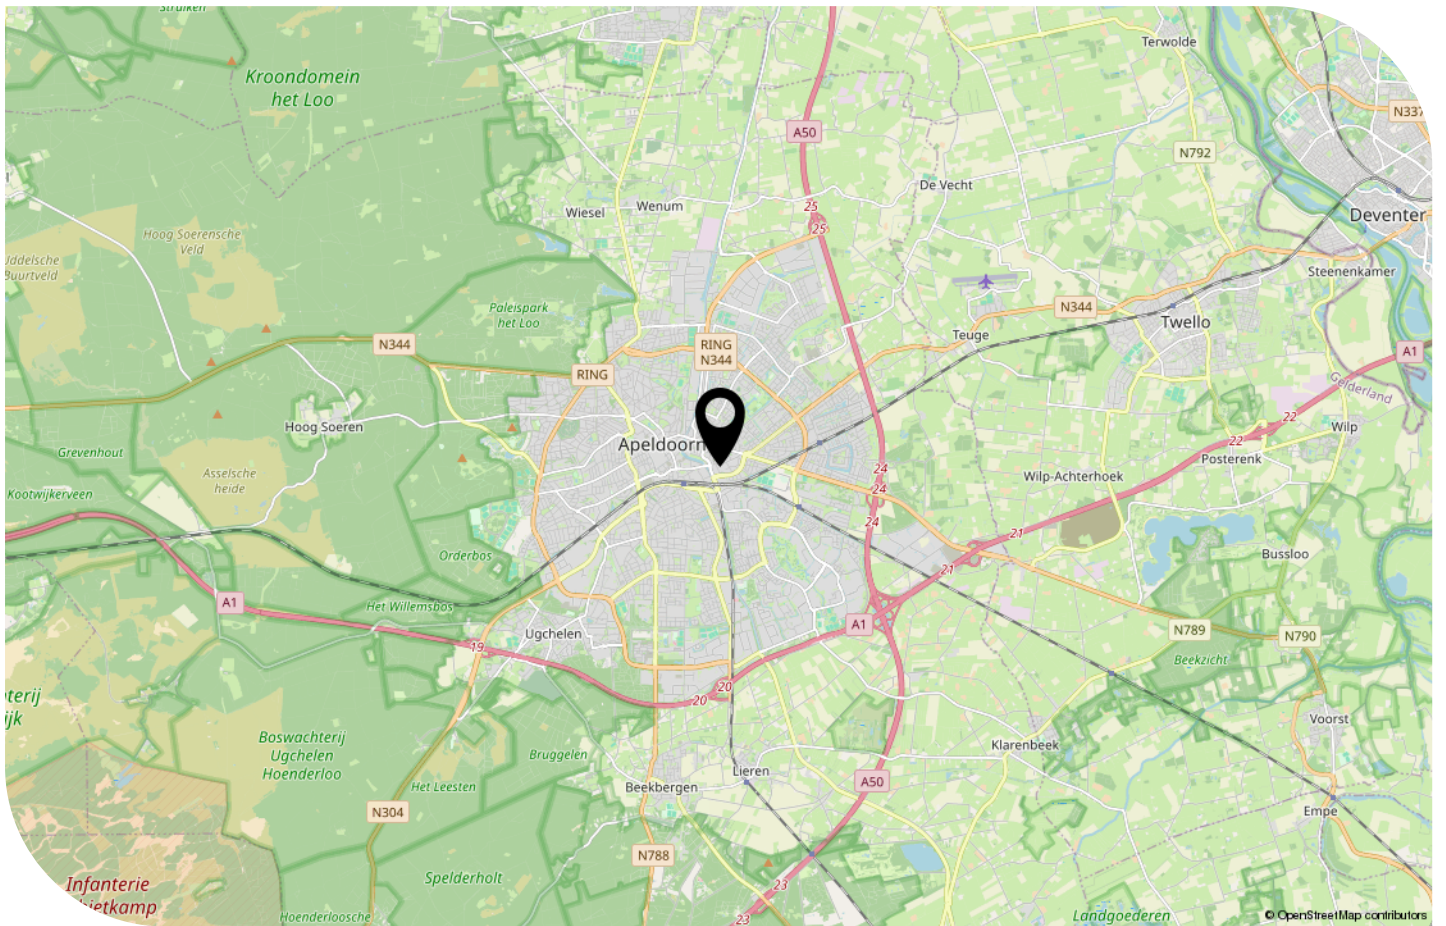 Struiken
Kroondomein
het Loo
Terwolde
N337
A50
N792
De Vecht
Wiesel
Wenum
25
25
Deventer
Hoog Soerensche
Veld
Uddelsche
Buurtveld
Steenenkamer
Paleispark
het Loo
N344
Twello
Teuge
N344
RING
N344
A1
RING
Gelderland
22
22
Wilp
Hoog Soeren
Apeldoorn
Grevenhout
Posterenk
24
Wilp-Achterhoek
Asselsche
heide
Kootwijkerveen
24
24
21
Orderbos
Bussloo
21
A1
Het Willemsbos
A1
Ugchelen
N789
N790
19
Beekzicht
20
20
Boswachterij
Ugchelen
Hoenderloo
Voorst
Klarenbeek
Bruggelen
Lieren
A50
Het Leesten
Beekbergen
N304
Empe
N788
Spelderholt
23
Infanterie
Hoenderloosche
23
Landgoederen
© OpenStreetMap contributors